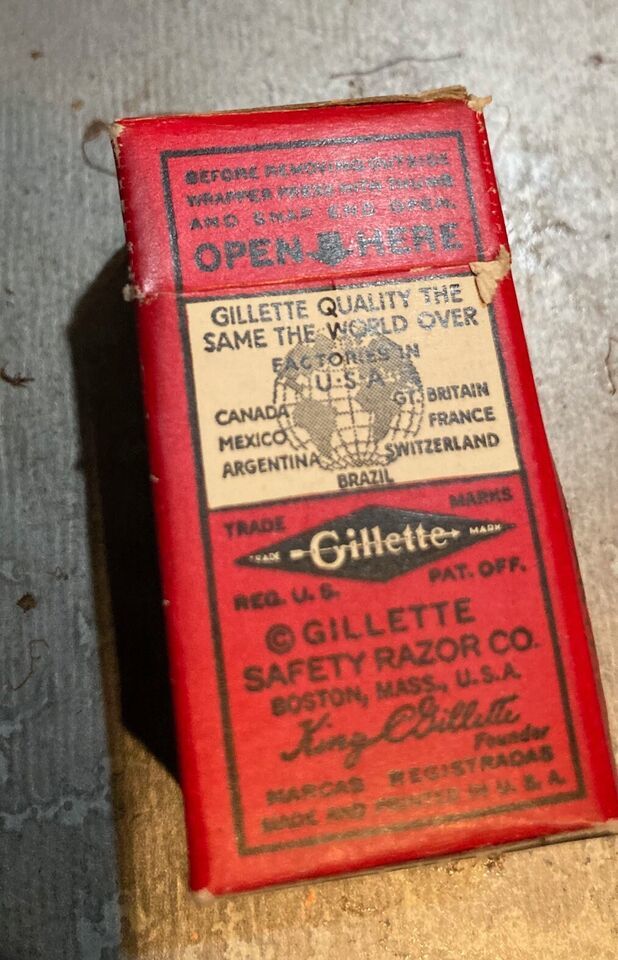 BEFORE REMOVING OUTSIDE
WRAPPER PRESS WITH THUMB
AND SNAP END OPEN.
OPEN HERE
GILLETTE QUALITY THE
SAME THE WORLD OVER
FACTORIES IN
U·S·A
CANADA GT. BRITAIN
MEXICO FRANCE
ARGENTINA SWITZERLAND
BRAZIL
TRADE MARKS
TRADE Gillette MARK
REG. U. S. PAT. OFF.
© GILLETTE
SAFETY RAZOR CO.
BOSTON, MASS., U.S.A.
King C Gillette
Founder
MARCAS REGISTRADAS
MADE AND PRINTED IN U. S. A.